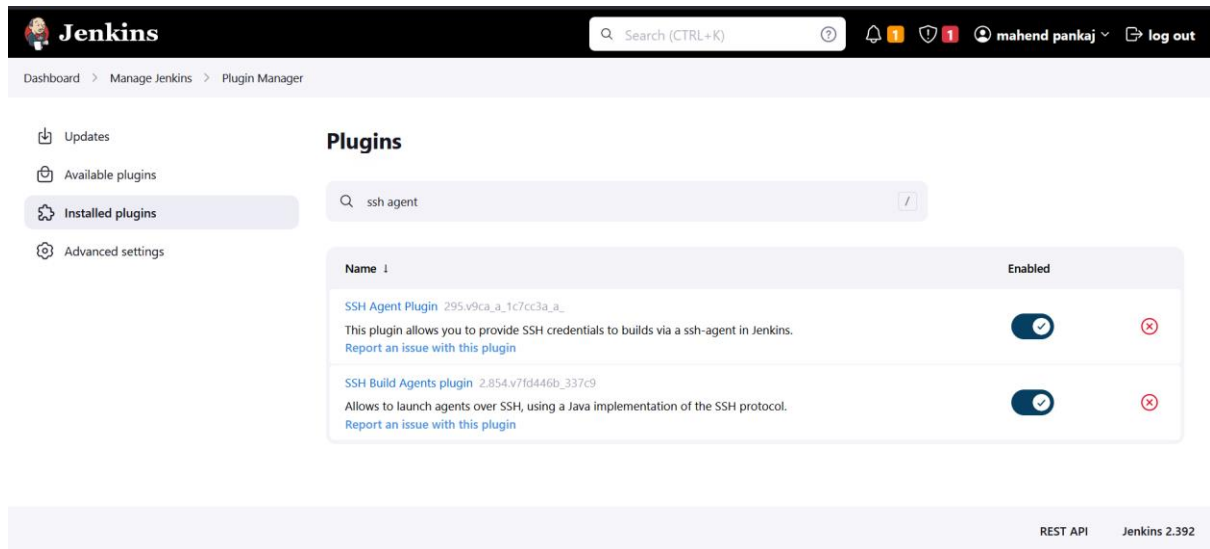 Jenkins
Search (CTRL+K)
1
1
mahend pankaj
log out
Dashboard > Manage Jenkins > Plugin Manager
Updates
Available plugins
Installed plugins
Advanced settings
Plugins
ssh agent
/
Name ↓
Enabled
SSH Agent Plugin 295.v9ca_a_1c7cc3a_a_
This plugin allows you to provide SSH credentials to builds via a ssh-agent in Jenkins.
Report an issue with this plugin
SSH Build Agents plugin 2.854.v7fd446b_337c9
Allows to launch agents over SSH, using a Java implementation of the SSH protocol.
Report an issue with this plugin
REST API
Jenkins 2.392